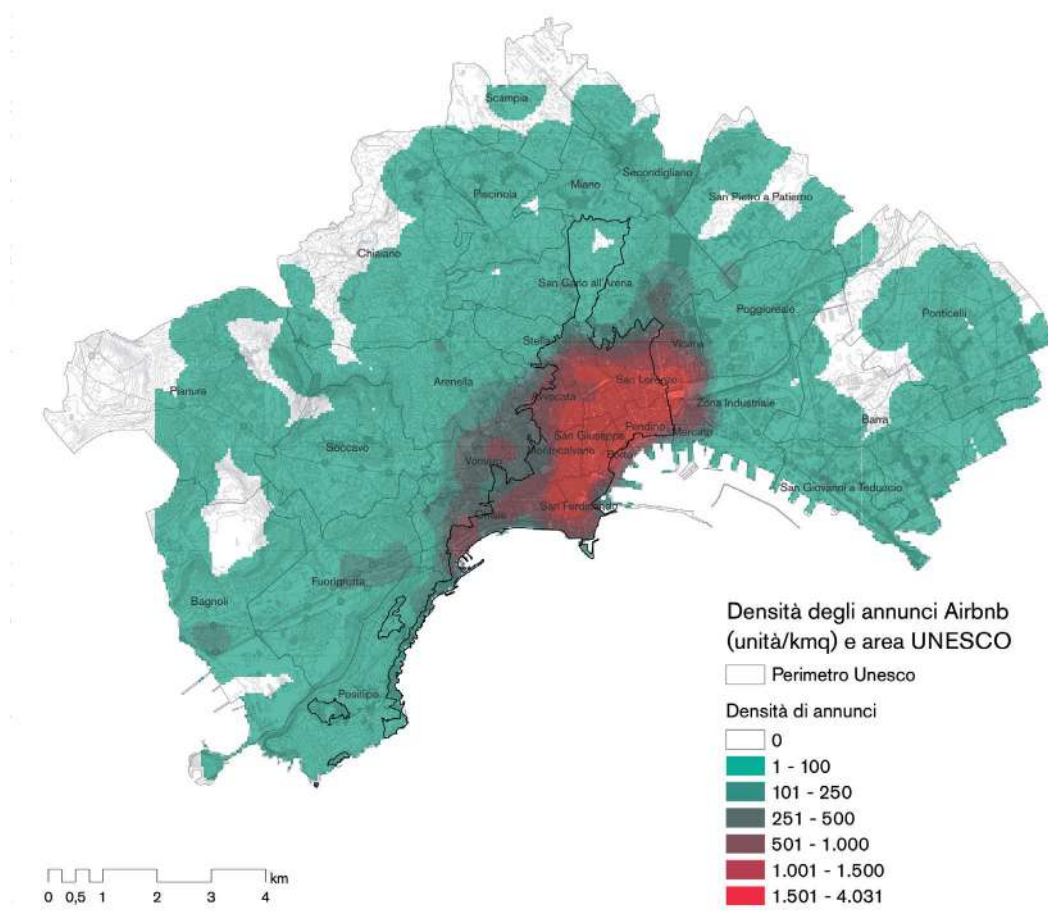 Scampia
Secondigliano
Piscinola
Miano
San Pietro a Patierno
Chiaiano
San Carlo all'Arena
Poggioreale
Ponticelli
Stella
Vicaria
Pianura
Arenella
San Lorenzo
Avvocata
Zona Industriale
Barra
Pendino
Mercato
San Giuseppe
Soccavo
Montecalvario
Porto
Vomero
San Giovanni a Teduccio
San Ferdinando
Chiaia
Fuorigrotta
Bagnoli
Posillipo
Densità degli annunci Airbnb
(unità/kmq) e area UNESCO
Perimetro Unesco
Densità di annunci
0
1 - 100
101 - 250
251 - 500
501 - 1.000
1.001 - 1.500
1.501 - 4.031
km
0 0,5 1 2 3 4